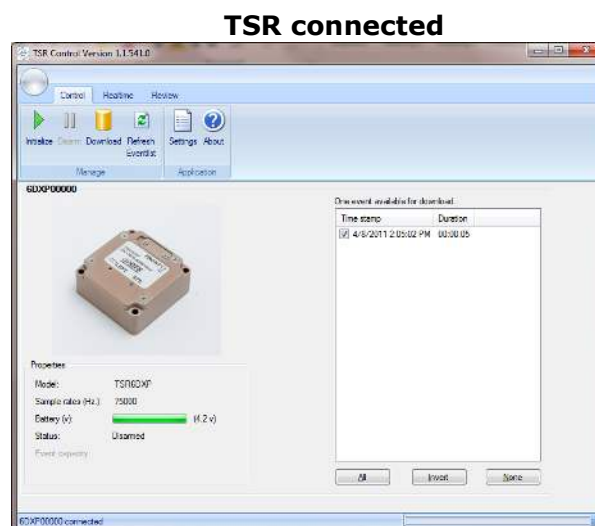 TSR connected
TSR Control Version 1.1.541.0
Control Realtime Review
Initialize Disarm Download Refresh Eventlist Settings About
Manage Application
6DXP00000
One event available for download.
Time stamp Duration
4/8/2011 2:05:02 PM 00:00:05
Properties
Model: TSR6DXP
Sample rates (Hz.): 75000
Battery (v): (4.2 v)
Status: Disarmed
Event capacity:
All Invert None
6DXP00000 connected